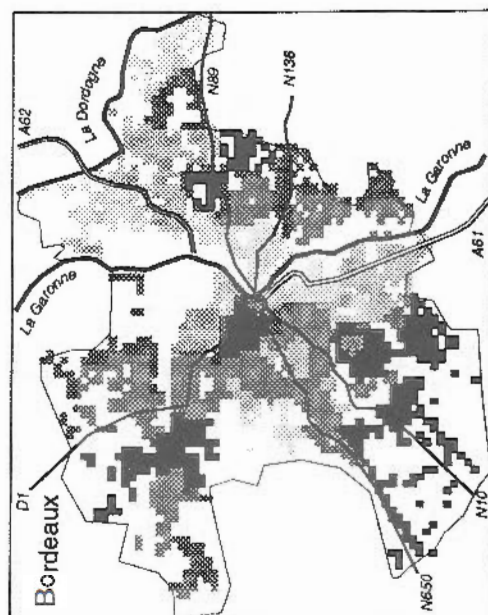 La Dordogne
A62
N89
N136
La Garonne
La Garonne
A61
D1
Bordeaux
N10
N650